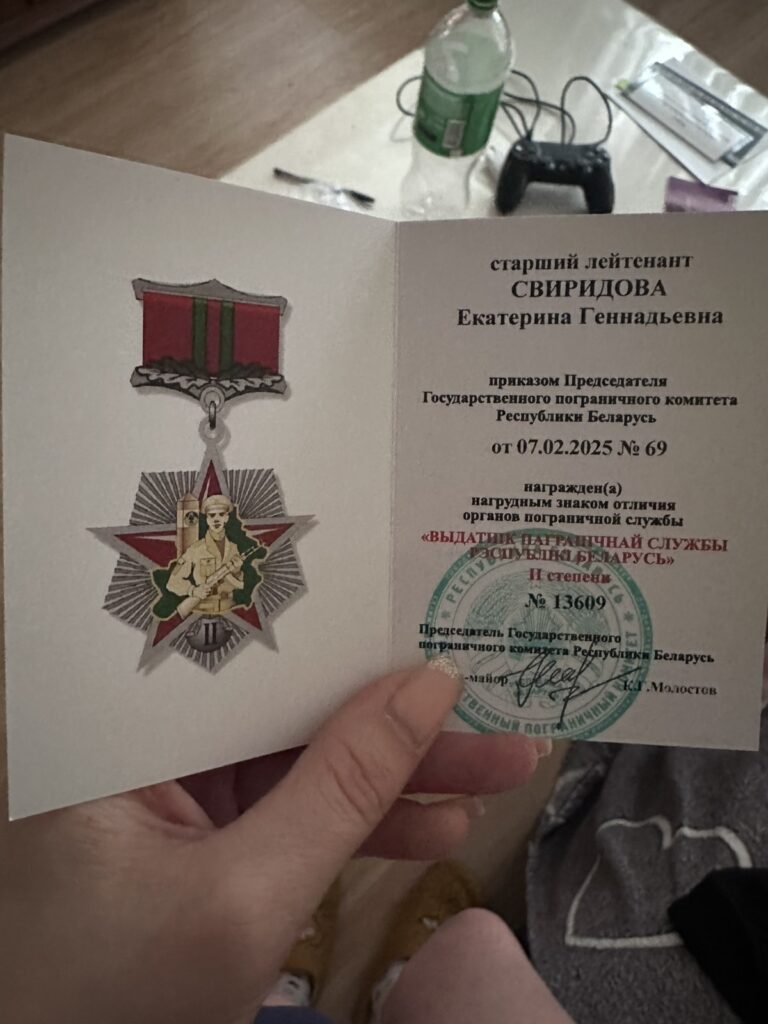 II
старший лейтенант
СВИРИДОВА
Екатерина Геннадьевна
приказом Председателя
Государственного пограничного комитета
Республики Беларусь
от 07.02.2025 № 69
награжден(а)
нагрудным знаком отличия
органов пограничной службы
«ВЫДАТНІК ПАГРАНІЧНАЙ СЛУЖБЫ
РЭСПУБЛІКІ БЕЛАРУСЬ»
II степени
№ 13609
Председатель Государственного
пограничного комитета Республики Беларусь
-майор
К.Г.Молостов